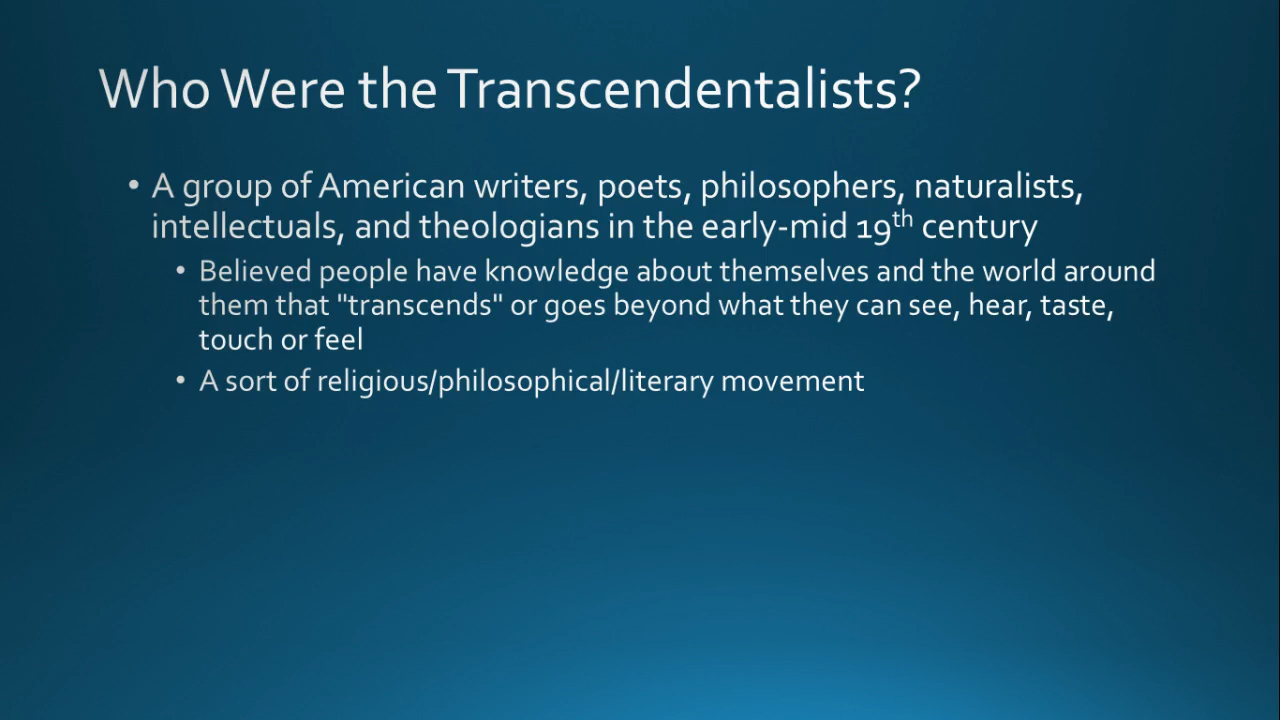 Who Were the Transcendentalists?
• A group of American writers, poets, philosophers, naturalists,
intellectuals, and theologians in the early-mid 19th century
• Believed people have knowledge about themselves and the world around
them that "transcends" or goes beyond what they can see, hear, taste,
touch or feel
• A sort of religious/philosophical/literary movement